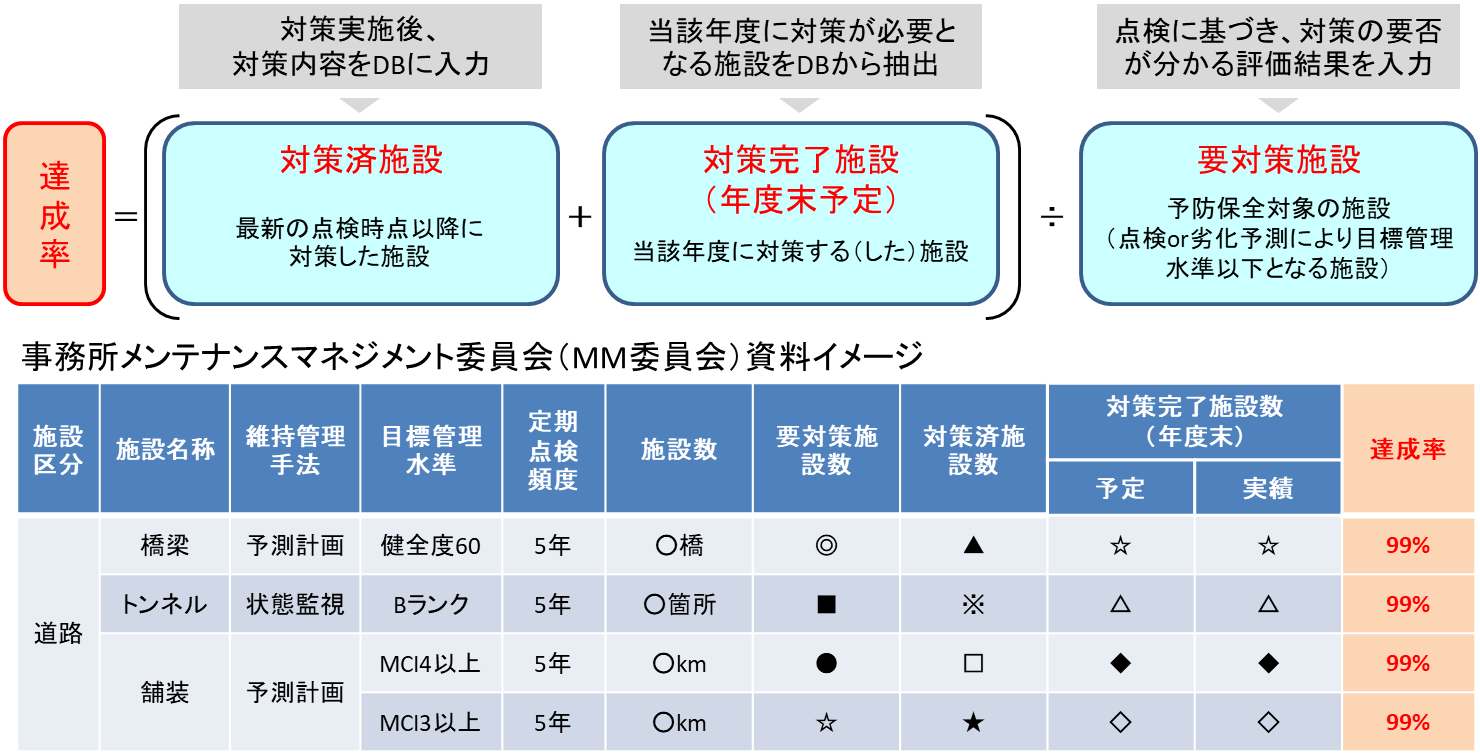 対策実施後、
対策内容をDBに入力
当該年度に対策が必要と
なる施設をDBから抽出
点検に基づき、対策の要否
が分かる評価結果を入力
達成率
=
(
対策済施設
最新の点検時点以降に
対策した施設
+
対策完了施設
（年度末予定）
当該年度に対策する（した）施設
)
÷
要対策施設
予防保全対象の施設
（点検or劣化予測により目標管理
水準以下となる施設）
事務所メンテナンスマネジメント委員会（MM委員会）資料イメージ
施設
区分
施設名称
維持管理
手法
目標管理
水準
定期
点検
頻度
施設数
要対策施
設数
対策済施
設数
対策完了施設数
（年度末）
予定
実績
達成率
道路
橋梁 予測計画 健全度60 5年 〇橋 ◎ ▲ ☆ ☆ 99%
トンネル 状態監視 Bランク 5年 〇箇所 ■ ※ △ △ 99%
舗装 予測計画 MCI4以上 5年 〇km ● □ ◆ ◆ 99%
MCI3以上 5年 〇km ☆ ★ ◇ ◇ 99%